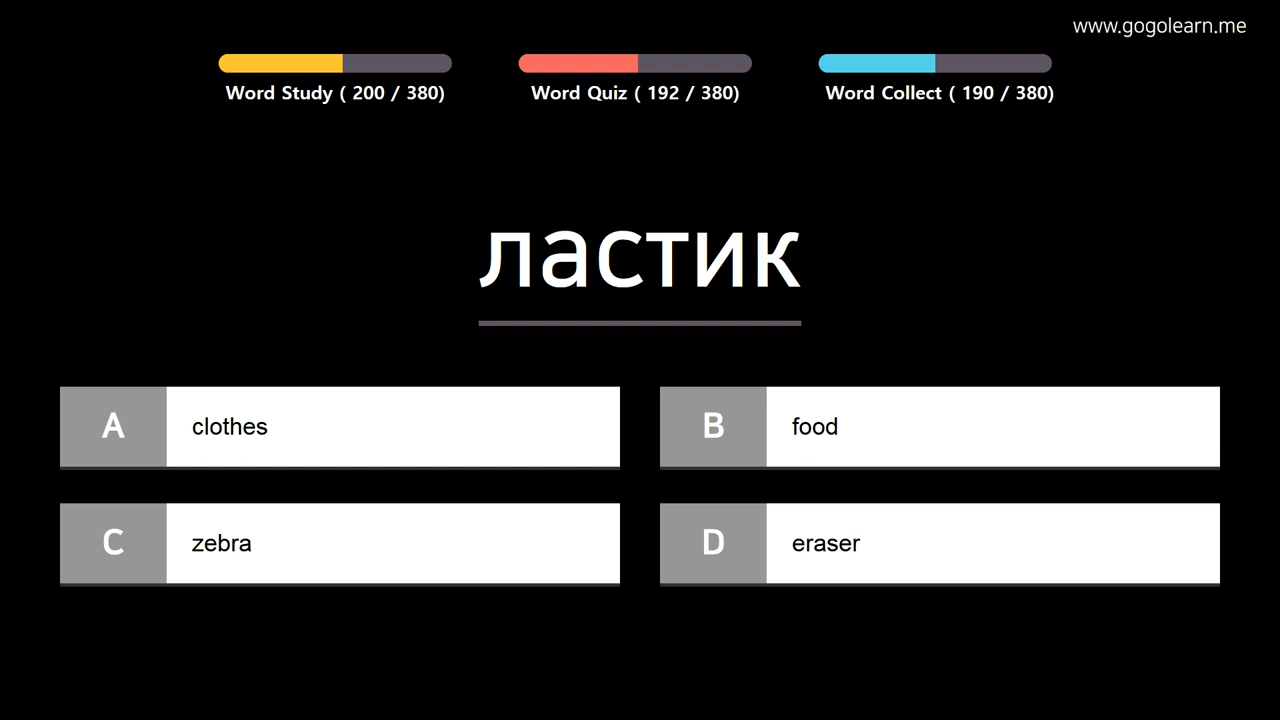 www.gogolearn.me
Word Study ( 200 / 380)
Word Quiz ( 192 / 380)
Word Collect ( 190 / 380)
ластик
A clothes
B food
C zebra
D eraser